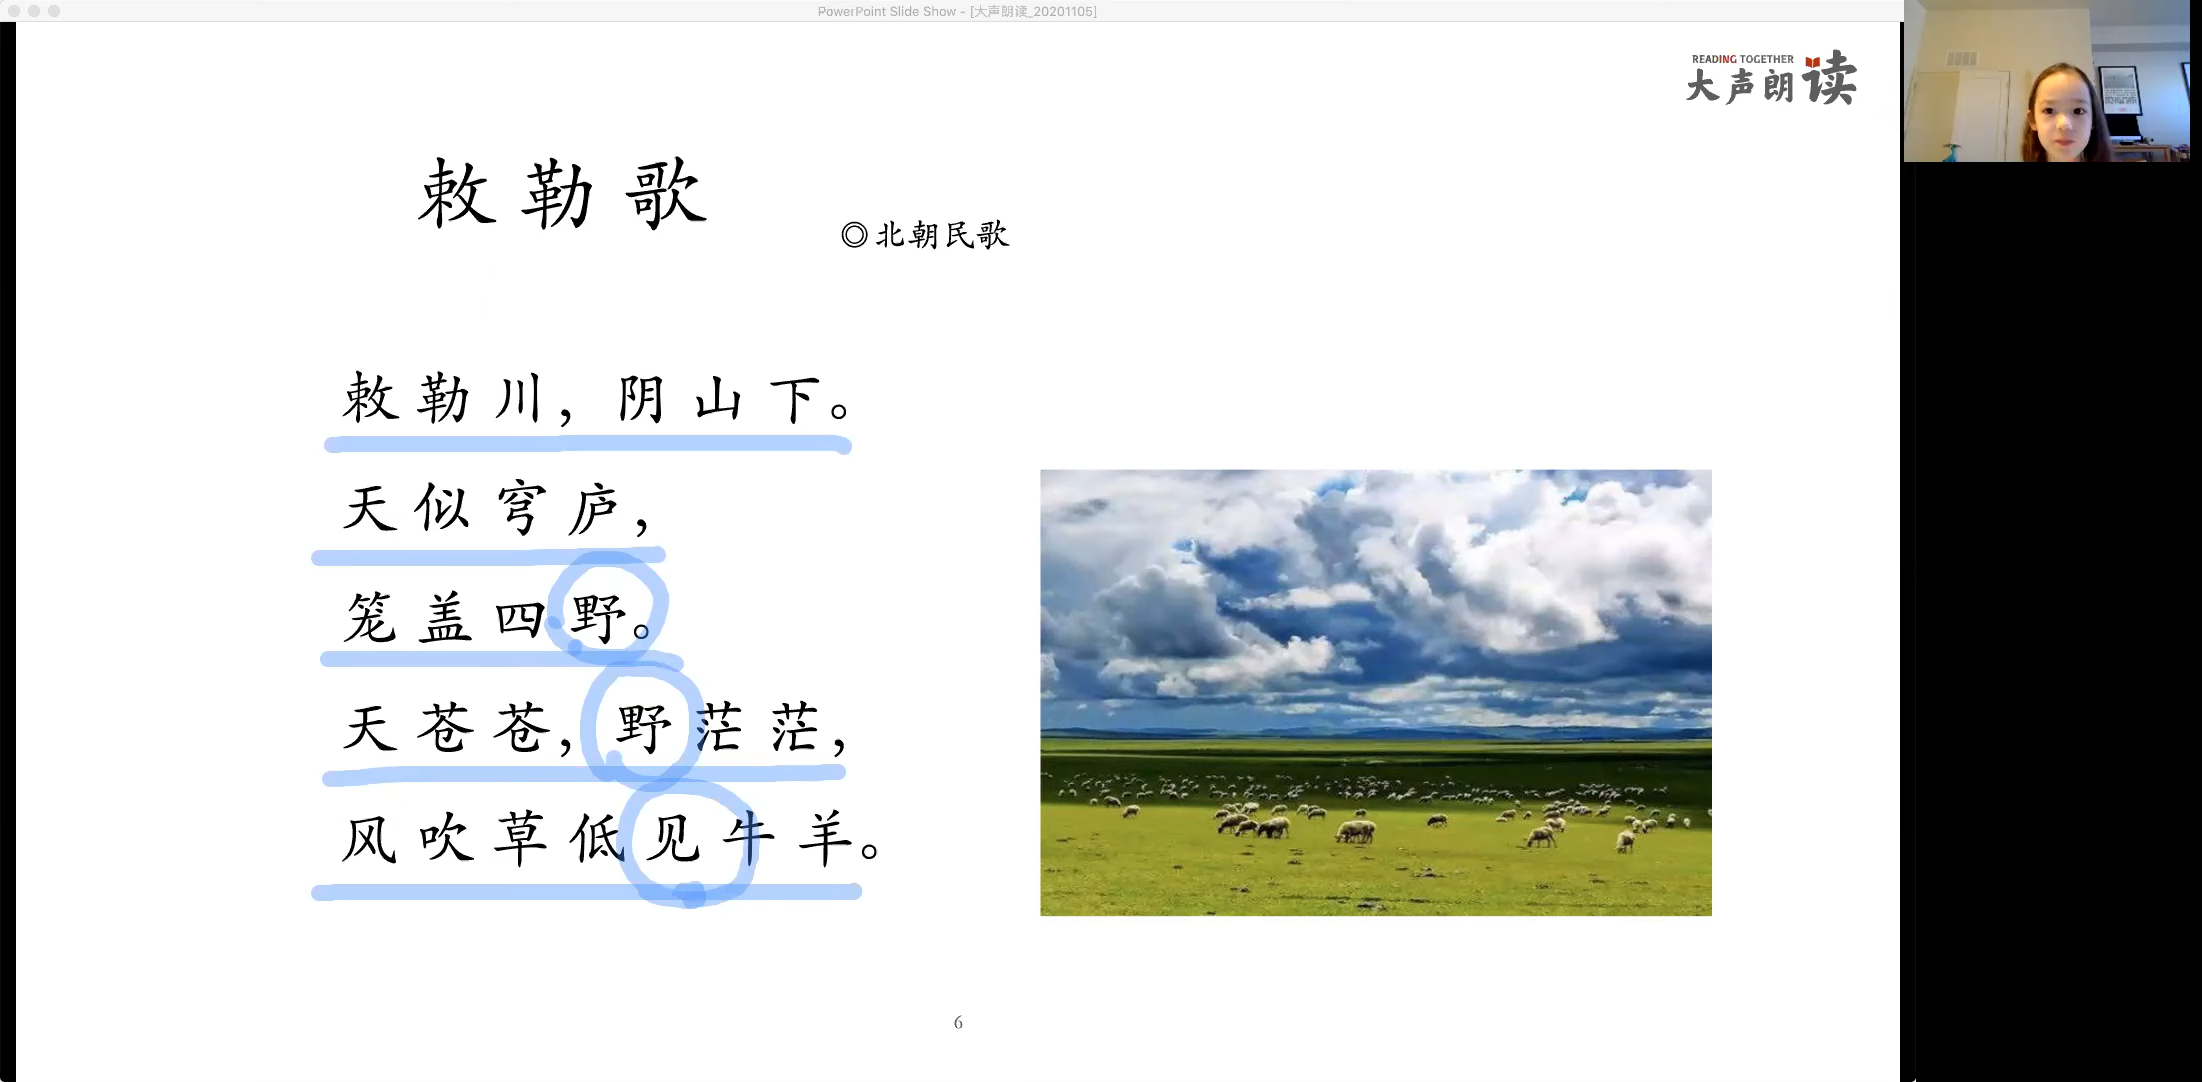 PowerPoint Slide Show - [大声朗读_20201105]
READING TOGETHER
大声朗读
敕勒歌
◎北朝民歌
敕勒川，阴山下。
天似穹庐，
笼盖四野。
天苍苍，野茫茫，
风吹草低见牛羊。
6